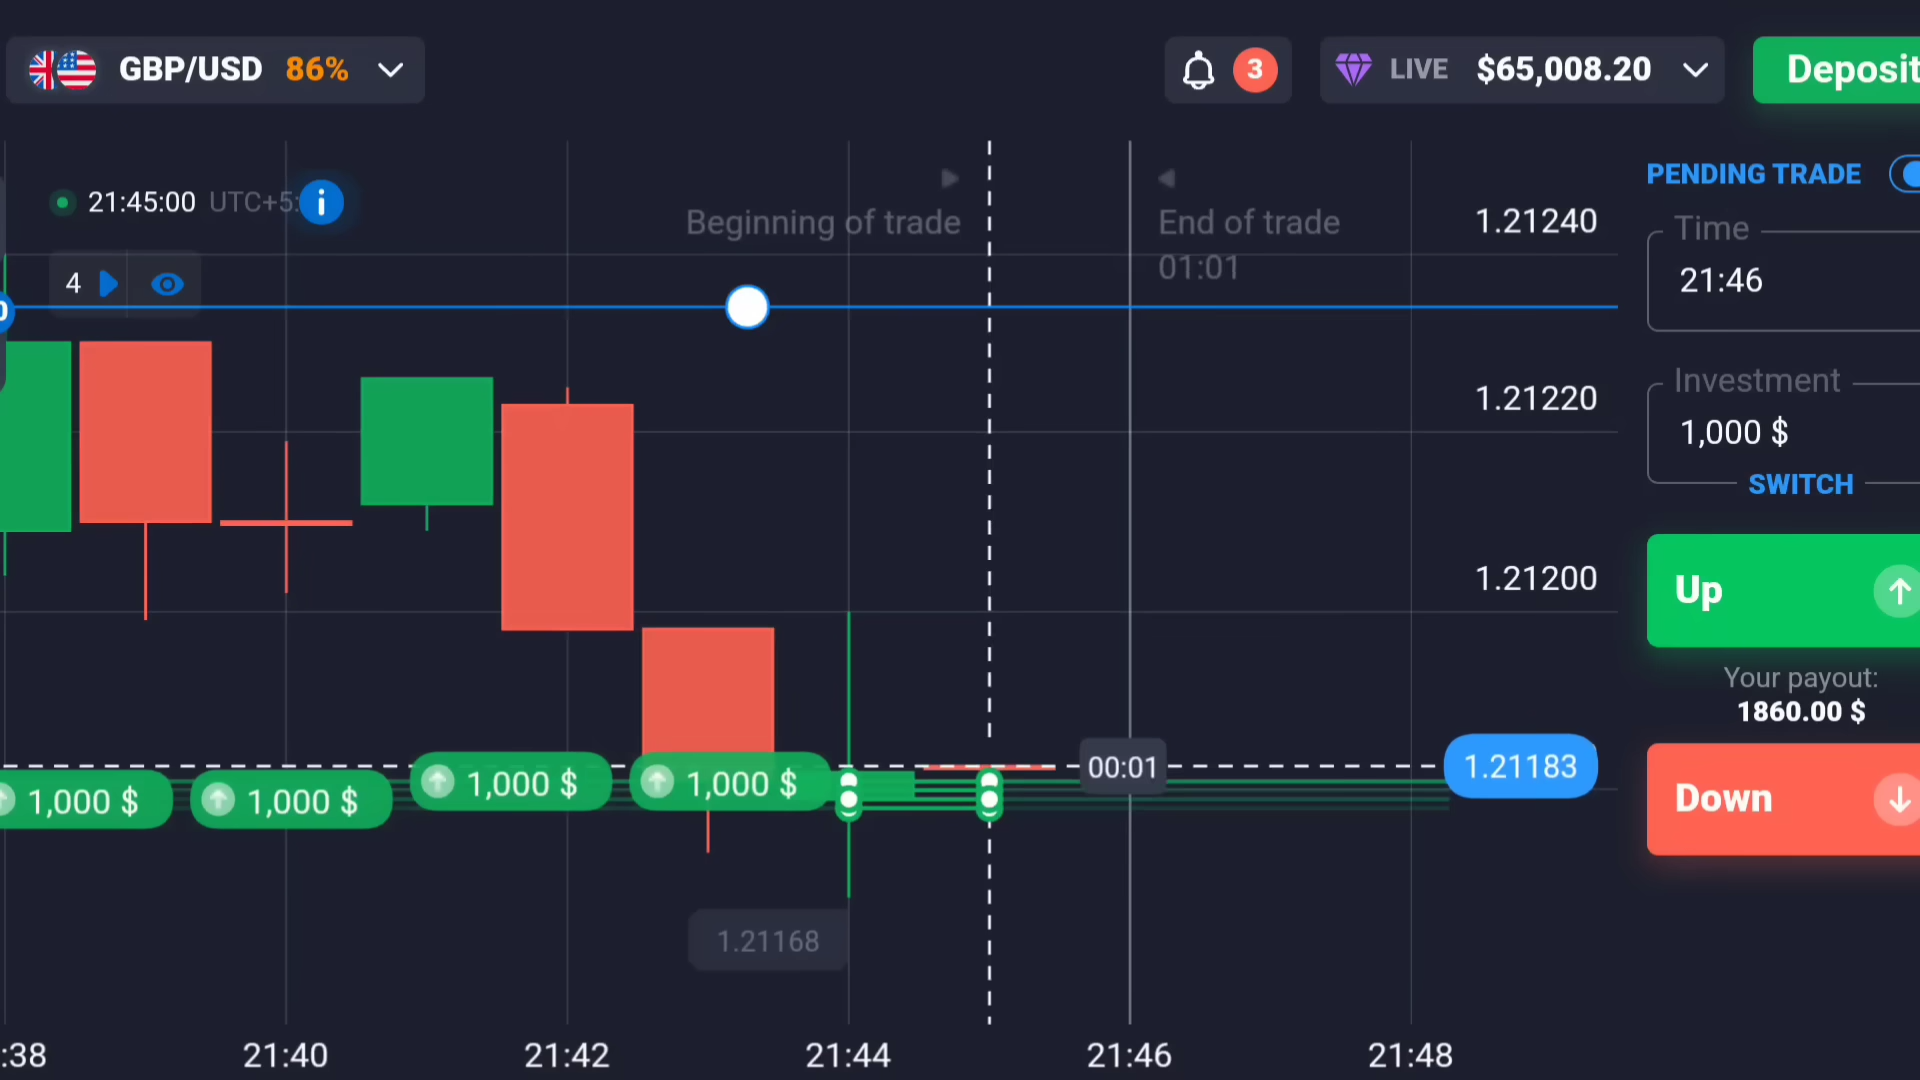 GBP/USD 86%
3
LIVE $65,008.20
Deposit
21:45:00 UTC+5:
4
Beginning of trade
End of trade
01:01
1.21240
1.21220
1.21200
1.21183
00:01
1,000 $
1,000 $
1,000 $
1,000 $
1.21168
:38
21:40
21:42
21:44
21:46
21:48
PENDING TRADE
Time
21:46
Investment
1,000 $
SWITCH
Up
Your payout:
1860.00 $
Down